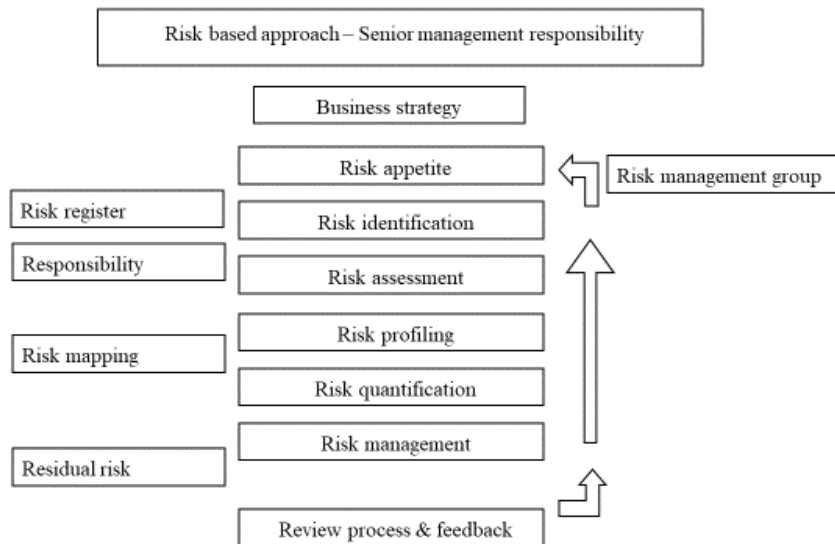 Risk based approach – Senior management responsibility
Business strategy
Risk appetite
Risk management group
Risk register
Risk identification
Responsibility
Risk assessment
Risk mapping
Risk profiling
Risk quantification
Risk management
Residual risk
Review process & feedback